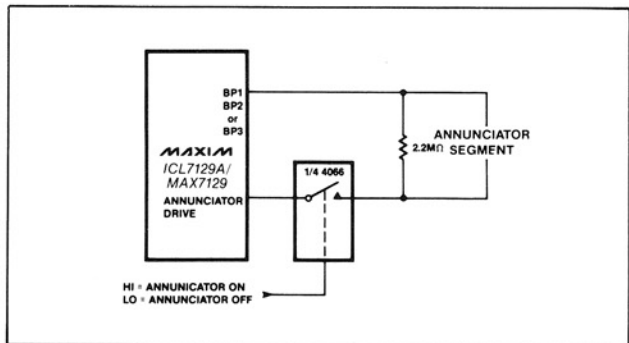 BP1
BP2
or
BP3
MAXIM
ICL7129A/
MAX7129
ANNUNCIATOR
DRIVE
1/4 4066
2.2MΩ
ANNUNCIATOR
SEGMENT
HI = ANNUNICATOR ON
LO = ANNUNCIATOR OFF